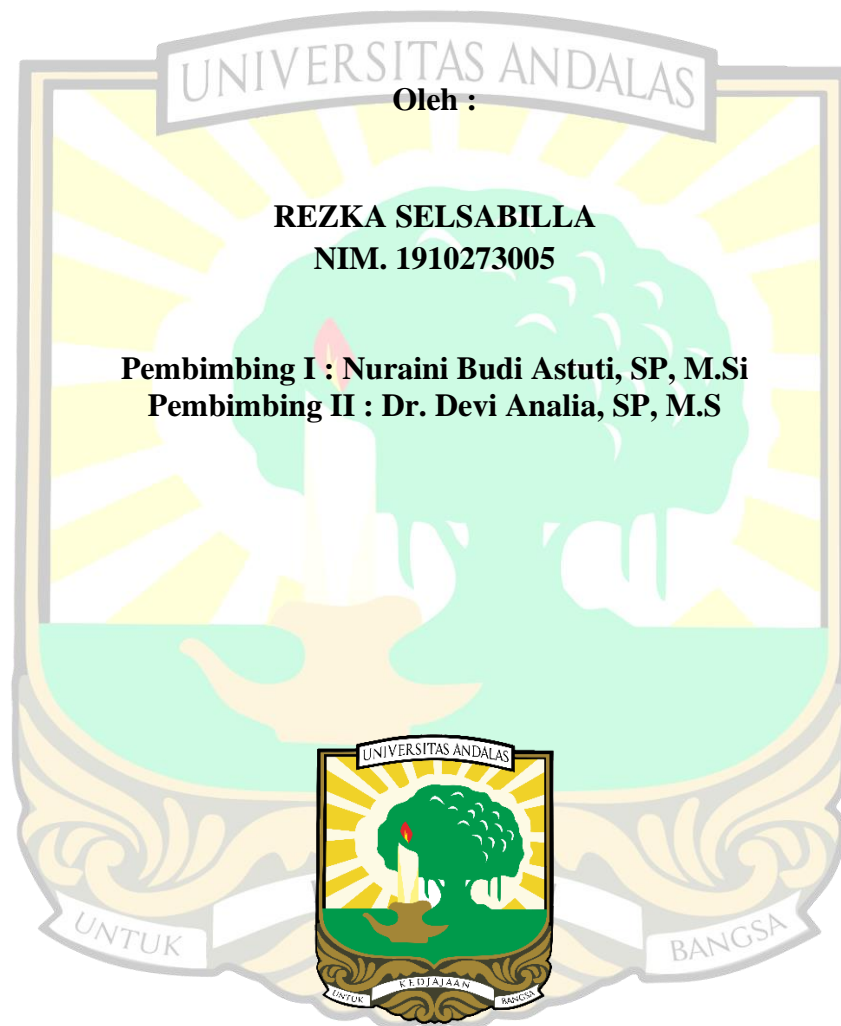 UNIVERSITAS ANDALAS
Oleh :
REZKA SELSABILLA
NIM. 1910273005
Pembimbing I : Nuraini Budi Astuti, SP, M.Si
Pembimbing II : Dr. Devi Analia, SP, M.S
UNIVERSITAS ANDALAS
UNTUK
BANGSA
UNTUK KEDJAJAAN BANGSA